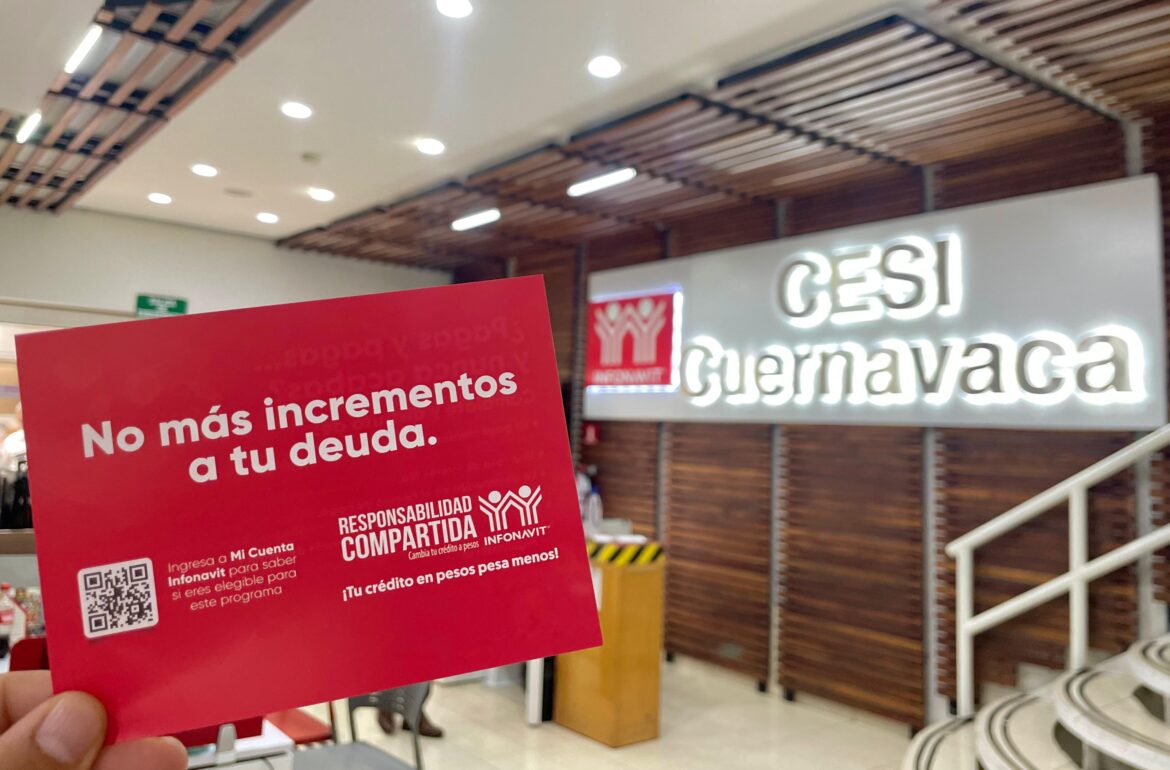 CESI
Cuernavaca
INFONAVIT
No más incrementos
a tu deuda.
RESPONSABILIDAD
COMPARTIDA
Cambia tu crédito a pesos
INFONAVIT
¡Tu crédito en pesos pesa menos!
Ingresa a Mi Cuenta
Infonavit para saber
si eres elegible para
este programa